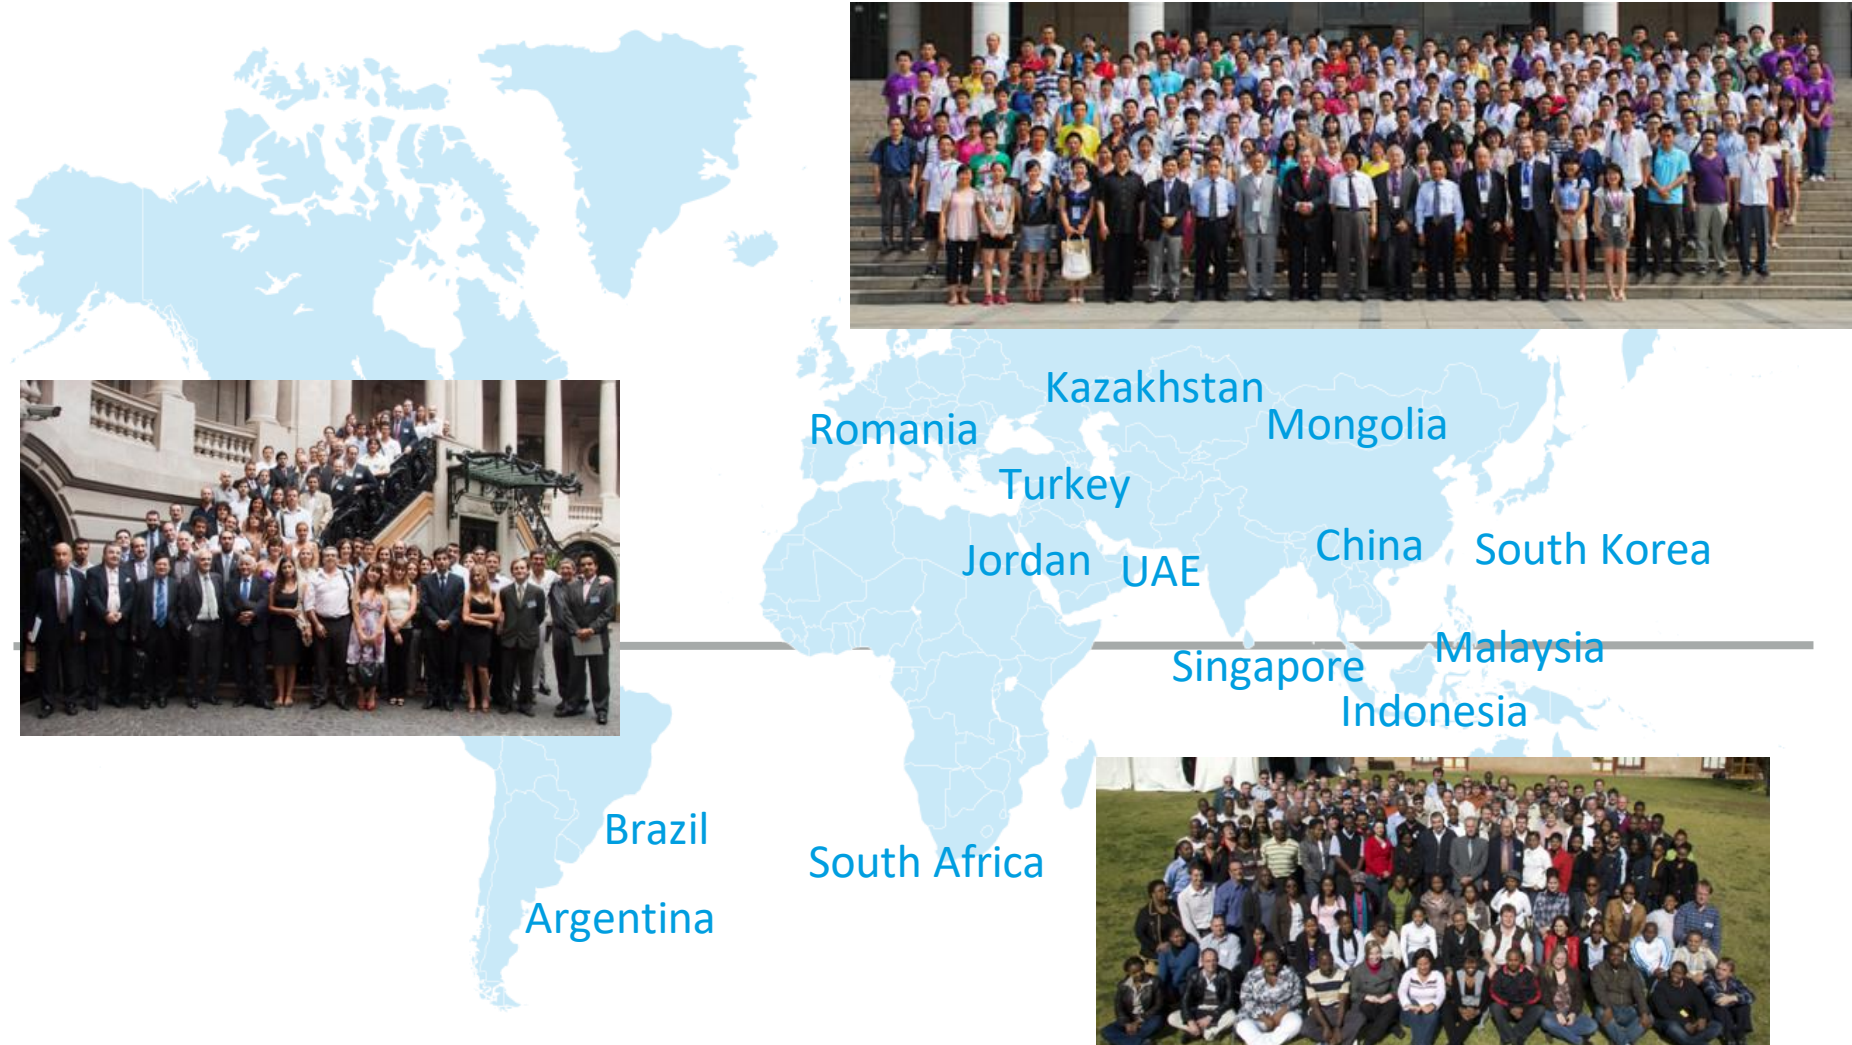 Kazakhstan
Romania
Mongolia
Turkey
China
South Korea
Jordan
UAE
Malaysia
Singapore
Indonesia
Brazil
South Africa
Argentina